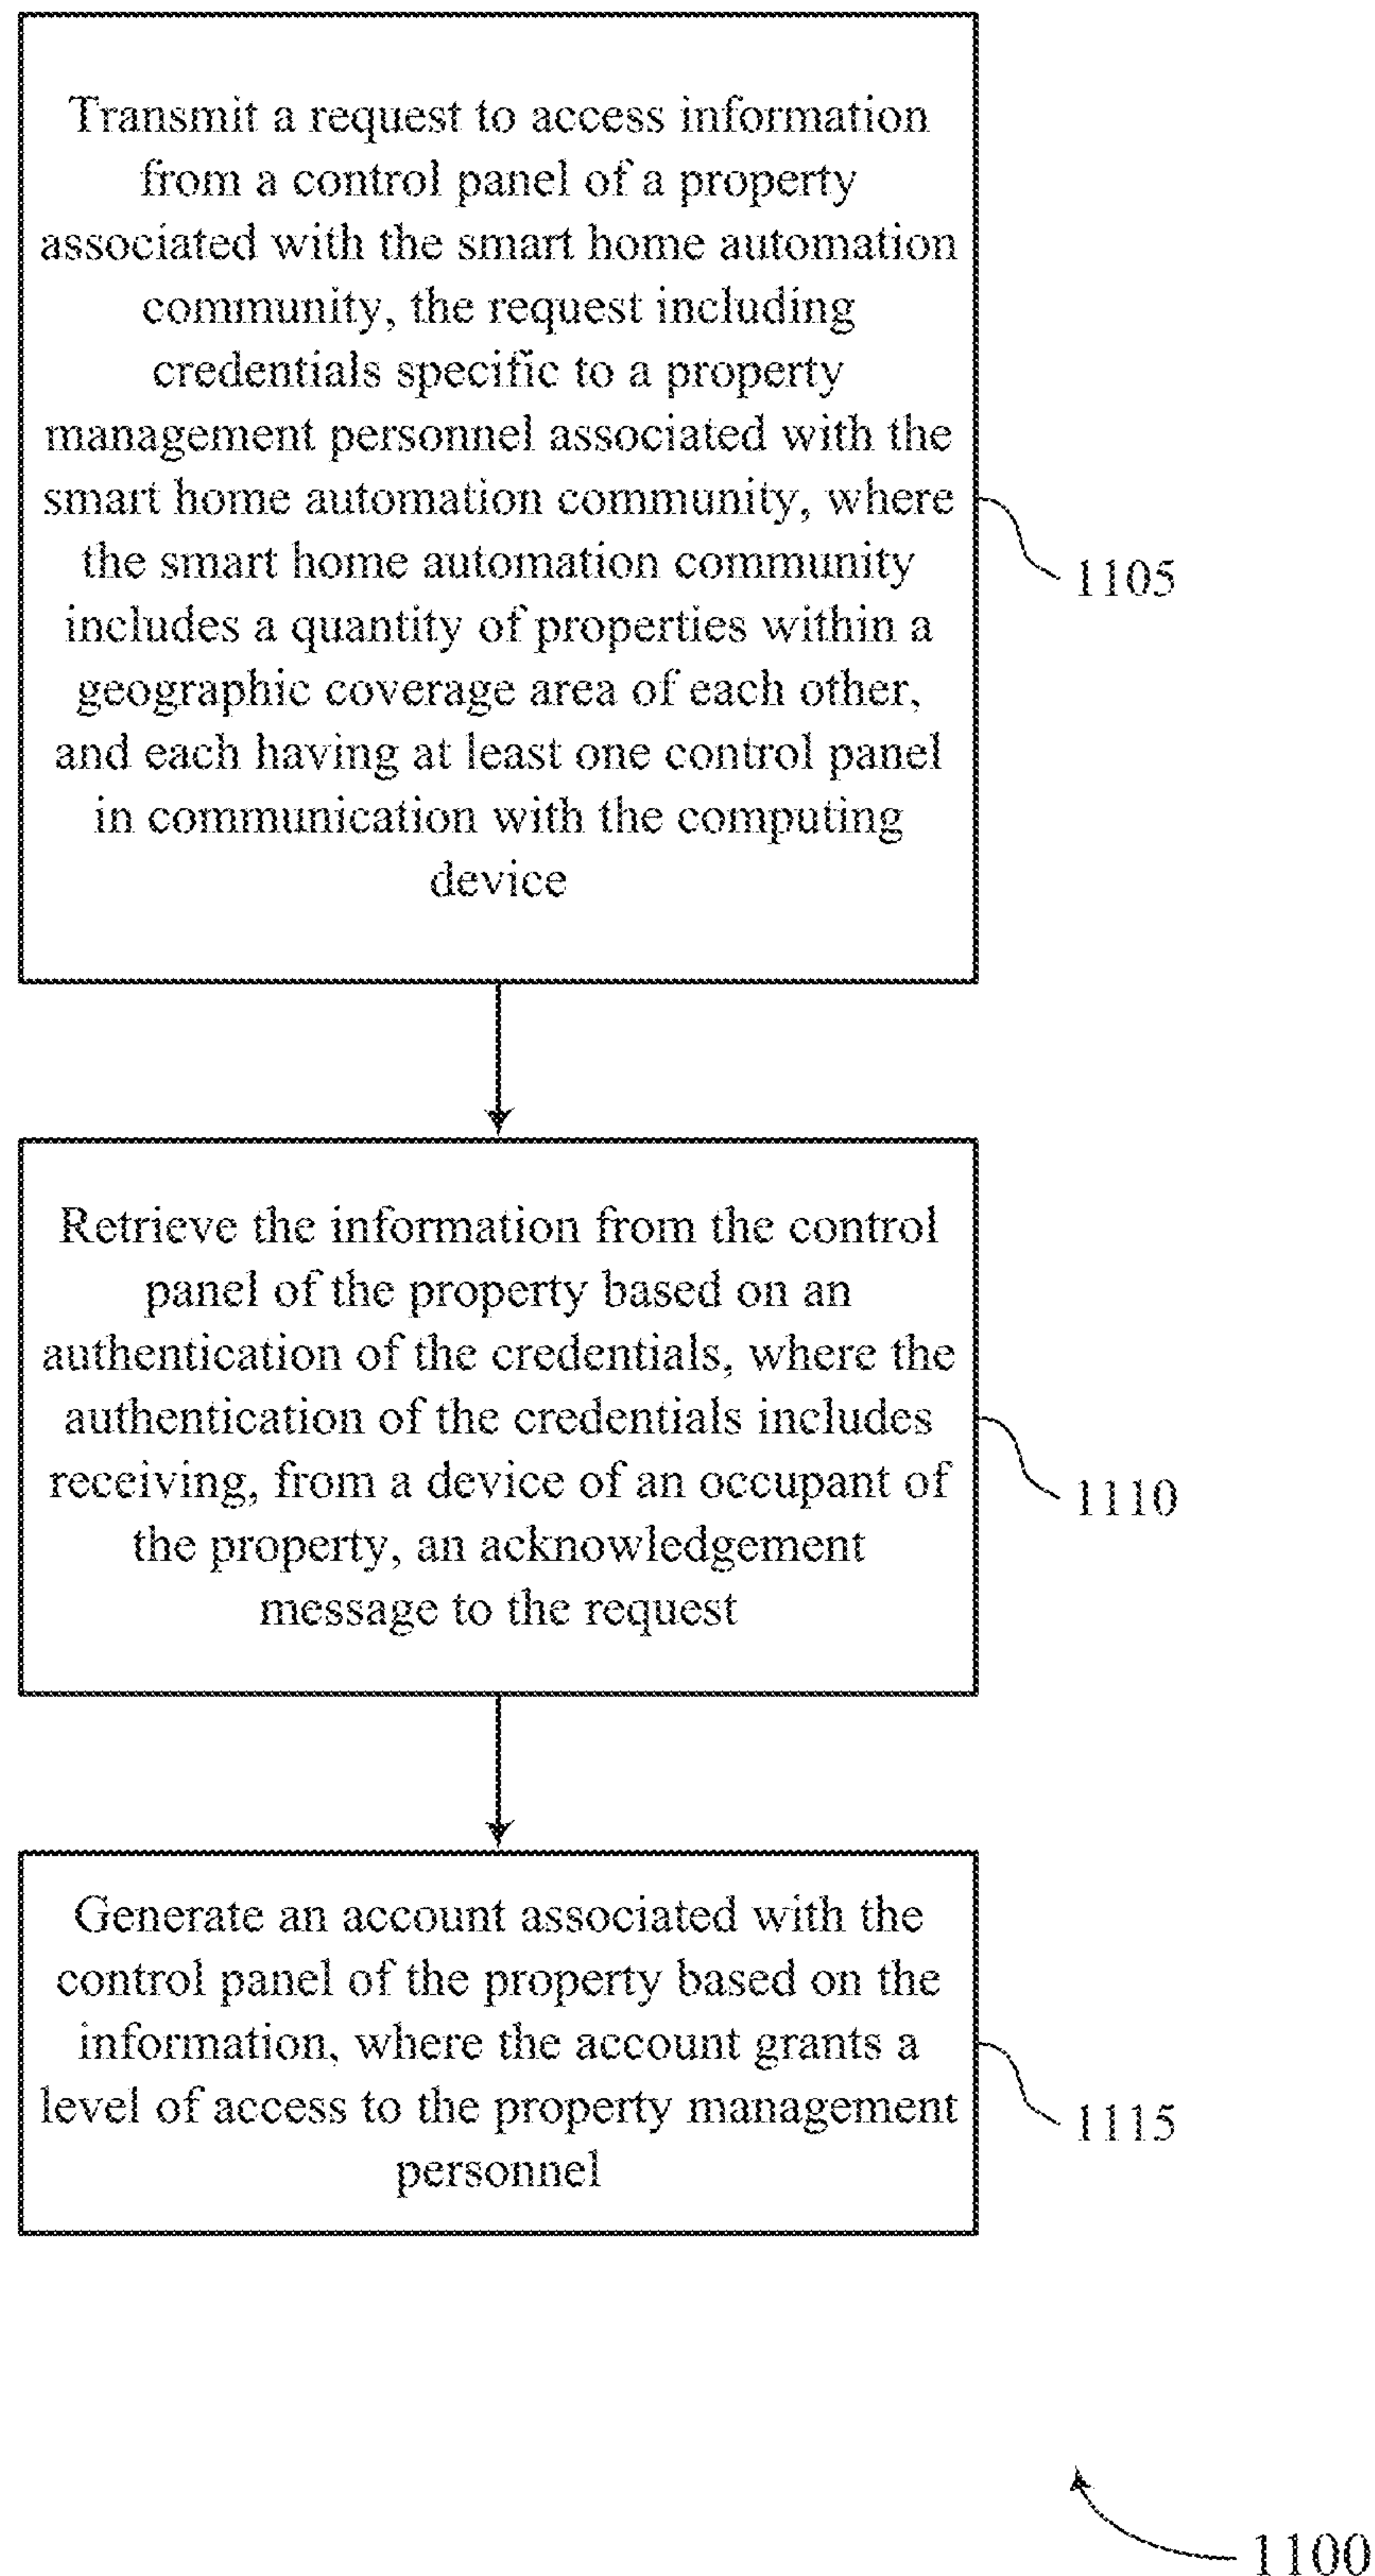 Transmit a request to access information
from a control panel of a property
associated with the smart home automation
community, the request including
credentials specific to a property
management personnel associated with the
smart home automation community, where
the smart home automation community
includes a quantity of properties within a
geographic coverage area of each other,
and each having at least one control panel
in communication with the computing
device
1105
Retrieve the information from the control
panel of the property based on an
authentication of the credentials, where the
authentication of the credentials includes
receiving, from a device of an occupant of
the property, an acknowledgement
message to the request
1110
Generate an account associated with the
control panel of the property based on the
information, where the account grants a
level of access to the property management
personnel
1115
1100